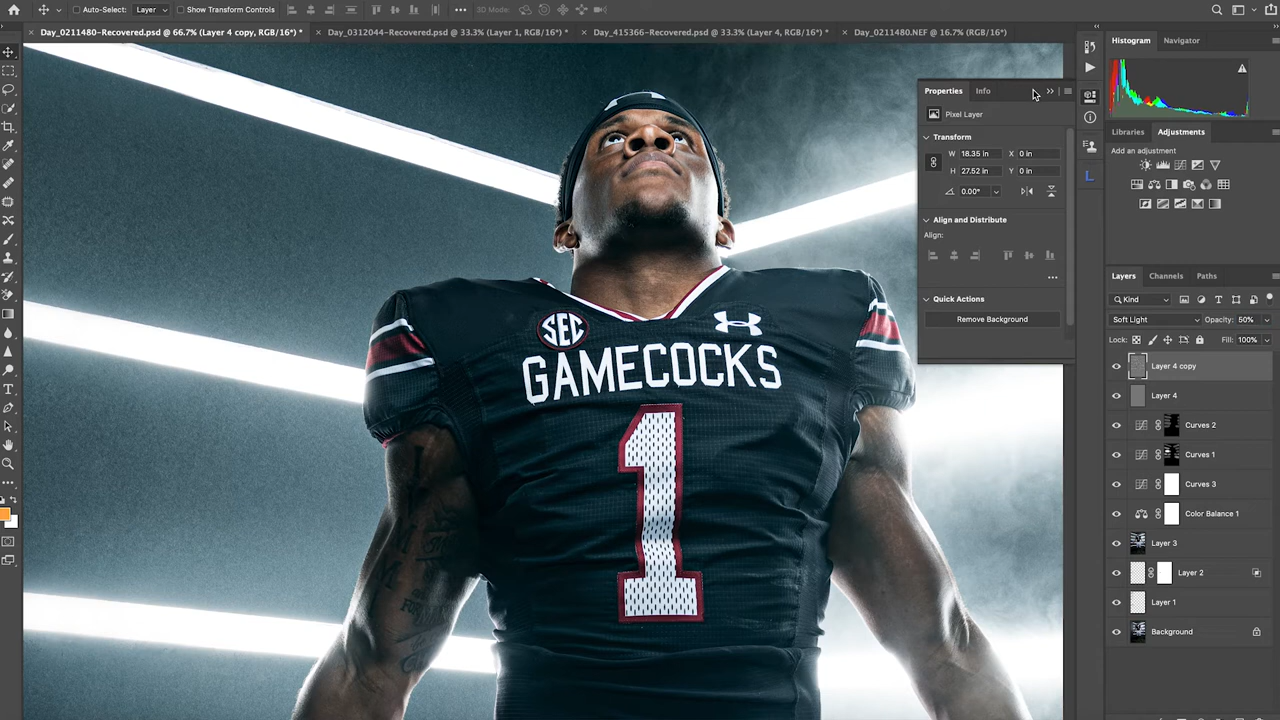 Auto-Select: Layer Show Transform Controls 3D Mode:
Day_0211480-Recovered.psd @ 66.7% (Layer 4 copy, RGB/16*) * Day_0312044-Recovered.psd @ 33.3% (Layer 1, RGB/16*) * Day_415366-Recovered.psd @ 33.3% (Layer 4, RGB/16*) * Day_0211480.NEF @ 16.7% (RGB/16*)
Histogram Navigator
Properties Info
Pixel Layer
Transform
W 18.35 in X 0 in
H 27.52 in Y 0 in
0.00°
Align and Distribute
Align:
Quick Actions
Remove Background
Libraries Adjustments
Add an adjustment
Layers Channels Paths
Kind
Soft Light Opacity: 50%
Lock: Fill: 100%
Layer 4 copy
Layer 4
Curves 2
Curves 1
Curves 3
Color Balance 1
Layer 3
Layer 2
Layer 1
Background
SEC
GAMECOCKS
1